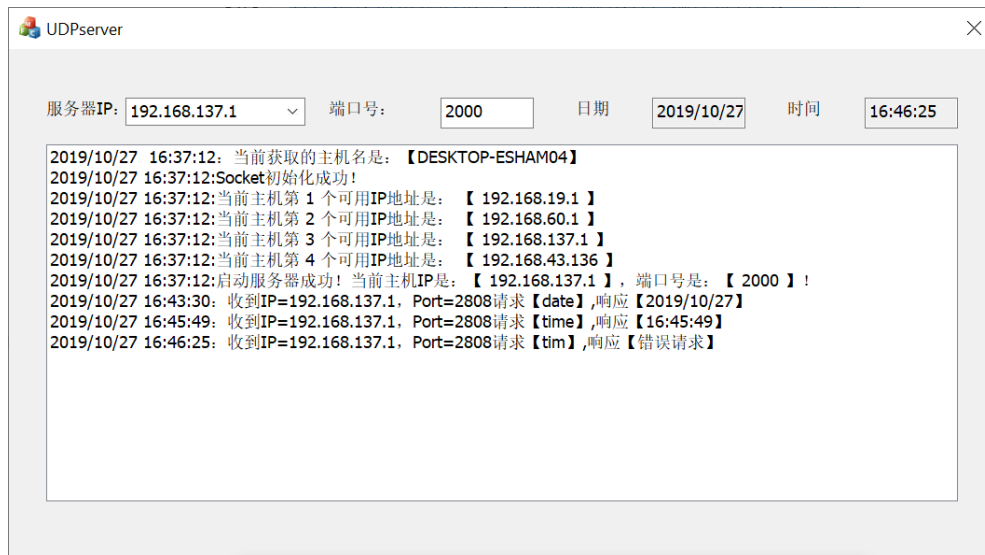 UDPserver
服务器IP： 192.168.137.1 端口号： 2000 日期 2019/10/27 时间 16:46:25
2019/10/27  16:37:12：当前获取的主机名是：【DESKTOP-ESHAM04】
2019/10/27 16:37:12:Socket初始化成功！
2019/10/27 16:37:12:当前主机第 1 个可用IP地址是： 【 192.168.19.1 】
2019/10/27 16:37:12:当前主机第 2 个可用IP地址是： 【 192.168.60.1 】
2019/10/27 16:37:12:当前主机第 3 个可用IP地址是： 【 192.168.137.1 】
2019/10/27 16:37:12:当前主机第 4 个可用IP地址是： 【 192.168.43.136 】
2019/10/27 16:37:12:启动服务器成功！当前主机IP是：【 192.168.137.1 】，端口号是：【 2000 】！
2019/10/27 16:43:30：收到IP=192.168.137.1，Port=2808请求【date】,响应【2019/10/27】
2019/10/27 16:45:49：收到IP=192.168.137.1，Port=2808请求【time】,响应【16:45:49】
2019/10/27 16:46:25：收到IP=192.168.137.1，Port=2808请求【tim】,响应【错误请求】